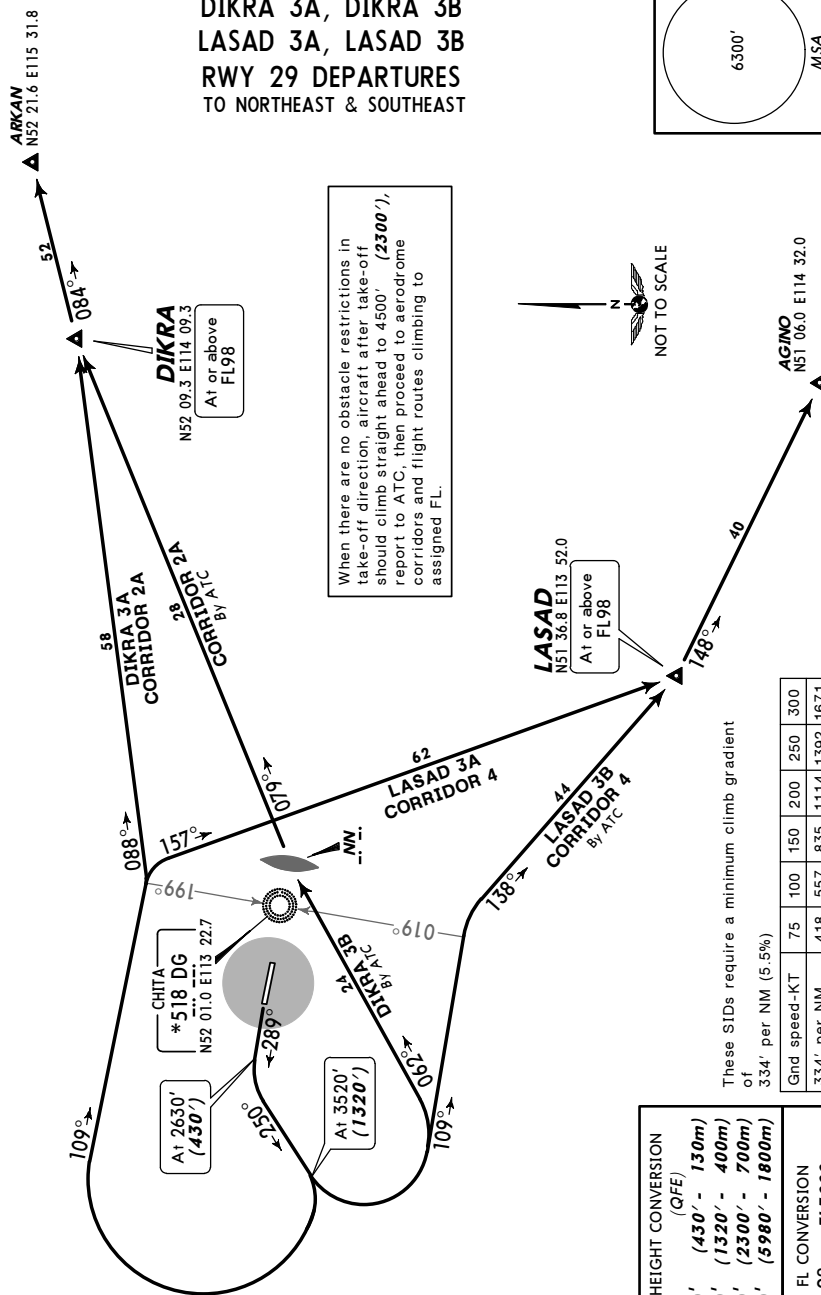 DIKRA 3A, DIKRA 3B
LASAD 3A, LASAD 3B
RWY 29 DEPARTURES
TO NORTHEAST & SOUTHEAST
6300'
MSA
ARKAN
N52 21.6 E115 31.8
52
084°
DIKRA
N52 09.3 E114 09.3
At or above
FL98
58
DIKRA 3A
CORRIDOR 2A
28
CORRIDOR 2A
By ATC
When there are no obstacle restrictions in
take-off direction, aircraft after take-off
should climb straight ahead to 4500' (2300'),
report to ATC, then proceed to aerodrome
corridors and flight routes climbing to
assigned FL.
N
NOT TO SCALE
088°
157°
079°
199°
019°
NN
CHITA
*518 DG
N52 01.0 E113 22.7
62
LASAD 3A
CORRIDOR 4
44
LASAD 3B
CORRIDOR 4
By ATC
138°
24
DIKRA 3B
By ATC
062°
109°
109°
289°
250°
At 2630'
(430')
At 3520'
(1320')
LASAD
N51 36.8 E113 52.0
At or above
FL98
148°
40
AGINO
N51 06.0 E114 32.0
These SIDs require a minimum climb gradient
of
334' per NM (5.5%)
Gnd speed-KT 75 100 150 200 250 300
334' per NM 418 557 835 1114 1392 1671
HEIGHT CONVERSION
(QFE)
' (430' - 130m)
' (1320' - 400m)
' (2300' - 700m)
' (5980' - 1800m)
FL CONVERSION